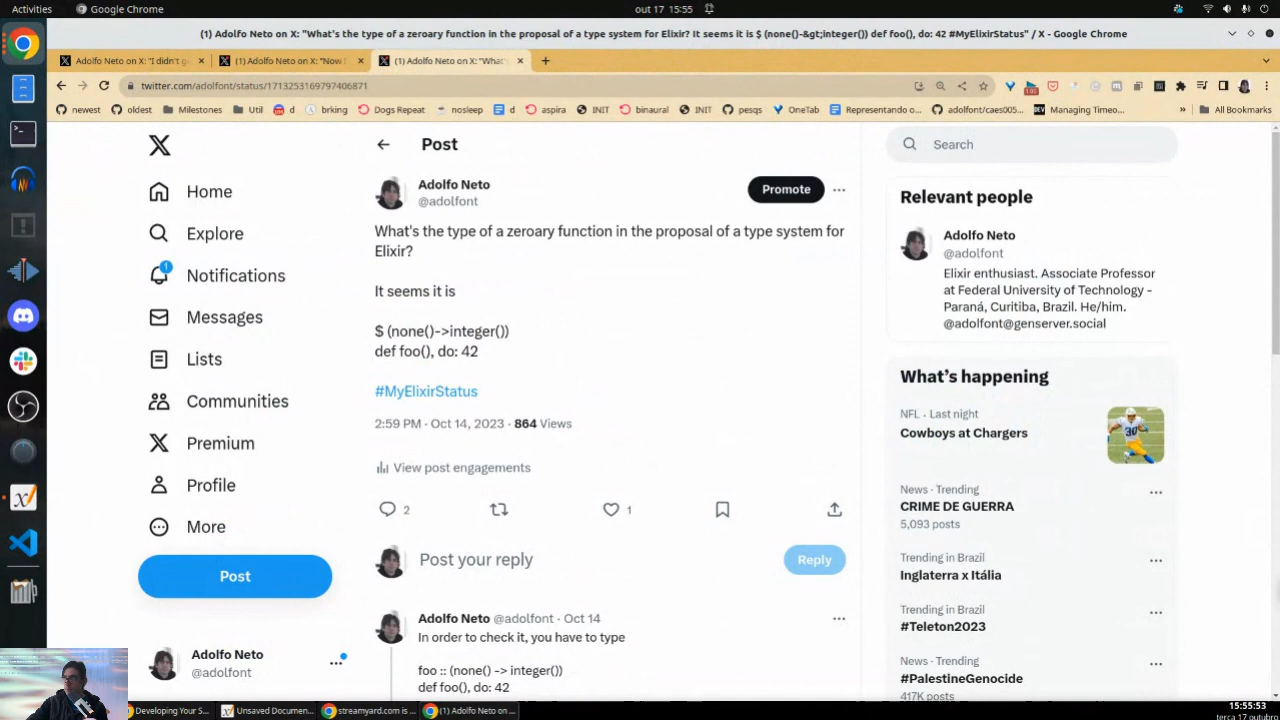 Activities
Google Chrome
out 17 15:55
(1) Adolfo Neto on X: "What's the type of a zeroary function in the proposal of a type system for Elixir? It seems it is $ (none()-&gt;integer()) def foo(), do: 42 #MyElixirStatus" / X - Google Chrome
Adolfo Neto on X: "I didn't g
(1) Adolfo Neto on X: "Now I
(1) Adolfo Neto on X: "What's
twitter.com/adolfont/status/1713253169797406871
newest
oldest
Milestones
Util
d
brking
Dogs Repeat
nosleep
d
aspira
INIT
binaural
INIT
pesqs
OneTab
Representando o...
adolfont/caes005...
Managing Timeo...
»
All Bookmarks
Post
Search
Home
Explore
1
Notifications
Messages
Lists
Communities
Premium
Profile
More
Post
Adolfo Neto
@adolfont
Adolfo Neto
@adolfont
Promote
What's the type of a zeroary function in the proposal of a type system for
Elixir?
It seems it is
$ (none()->integer())
def foo(), do: 42
#MyElixirStatus
2:59 PM · Oct 14, 2023 · 864 Views
View post engagements
2
1
Post your reply
Reply
Adolfo Neto @adolfont · Oct 14
In order to check it, you have to type
foo :: (none() -> integer())
def foo(), do: 42
Relevant people
Adolfo Neto
@adolfont
Elixir enthusiast. Associate Professor
at Federal University of Technology -
Paraná, Curitiba, Brazil. He/him.
@adolfont@genserver.social
What's happening
NFL · Last night
Cowboys at Chargers
News · Trending
CRIME DE GUERRA
5,093 posts
Trending in Brazil
Inglaterra x Itália
Trending in Brazil
#Teleton2023
News · Trending
#PalestineGenocide
417K posts
Developing Your S...
Unsaved Documen...
streamyard.com is ...
(1) Adolfo Neto on...
15:55:53
terça 17 outubro